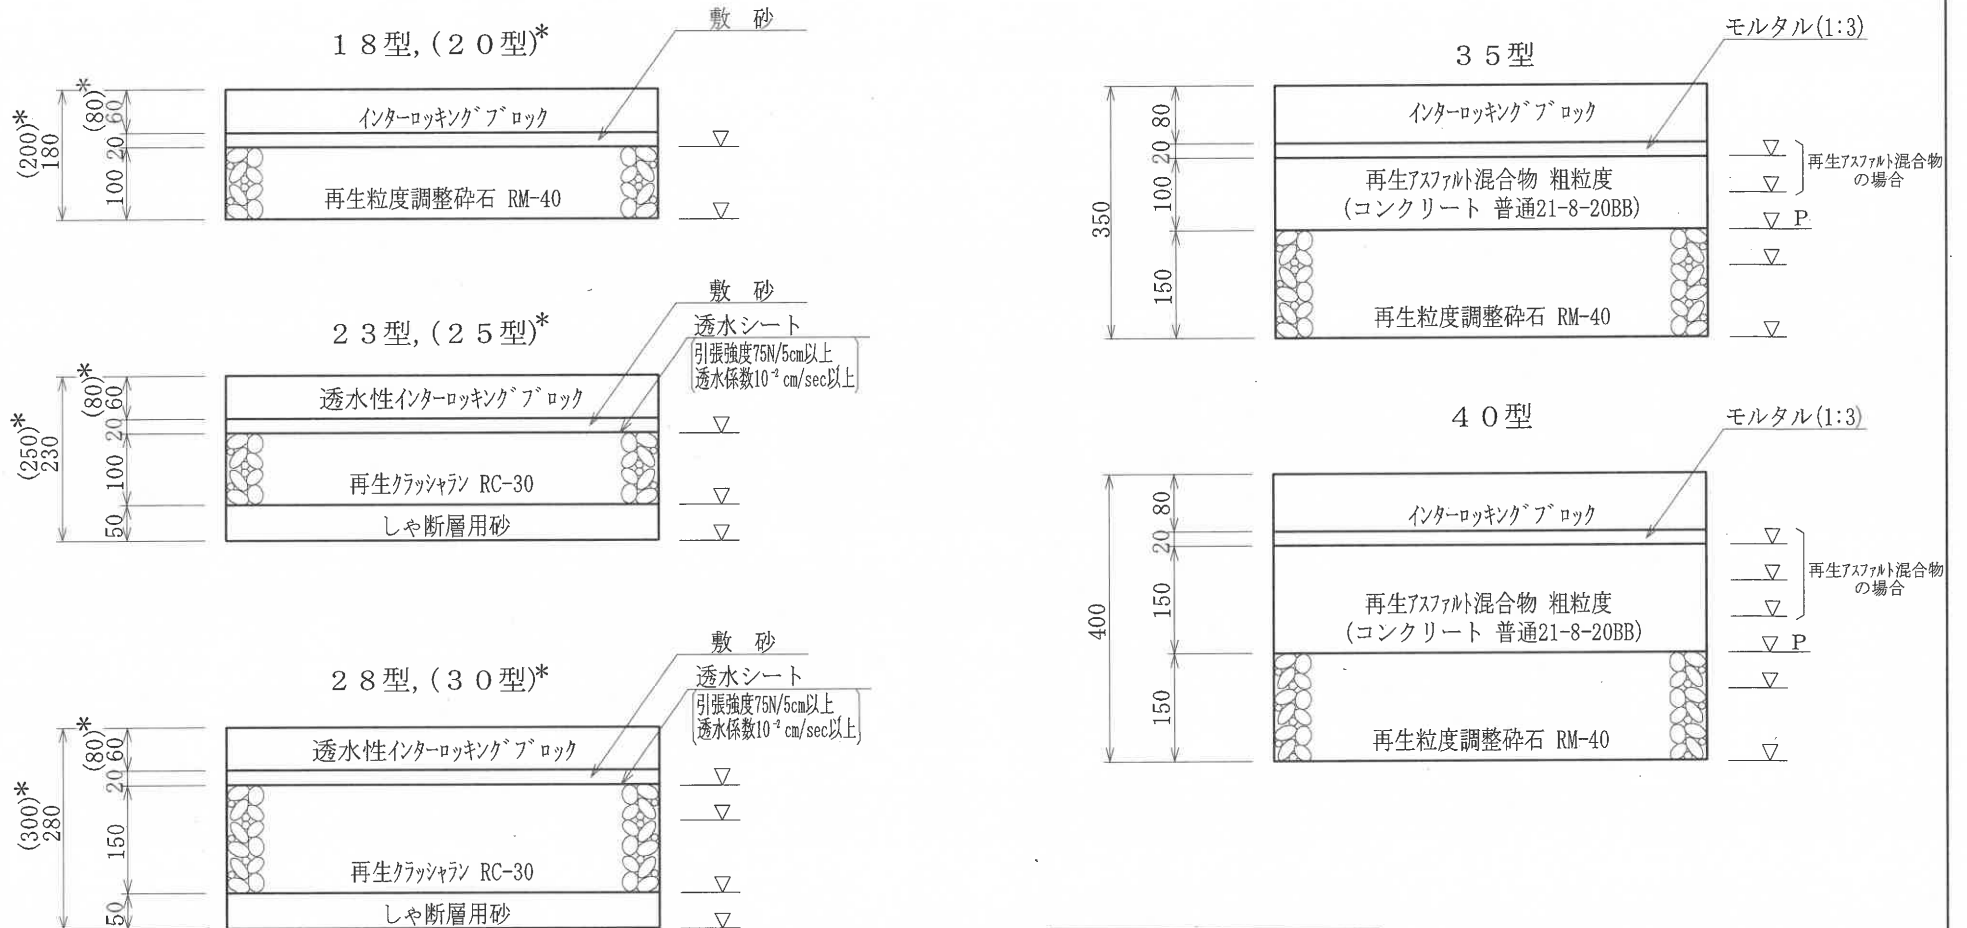 １８型,(２０型)*
敷 砂
(200)*
180
(80)*
60
20
100
インターロッキングブロック
再生粒度調整砕石 RM-40
２３型,(２５型)*
敷 砂
透水シート
引張強度75N/5cm以上
透水係数10⁻² cm/sec以上
(250)*
230
(80)*
60
20
100
50
透水性インターロッキングブロック
再生クラッシャラン RC-30
しゃ断層用砂
２８型,(３０型)*
敷 砂
透水シート
引張強度75N/5cm以上
透水係数10⁻² cm/sec以上
(300)*
280
(80)*
60
20
150
50
透水性インターロッキングブロック
再生クラッシャラン RC-30
しゃ断層用砂
３５型
モルタル(1:3)
350
80
20
100
150
インターロッキングブロック
再生アスファルト混合物 粗粒度
(コンクリート 普通21-8-20BB)
再生粒度調整砕石 RM-40
再生アスファルト混合物
の場合
P
４０型
モルタル(1:3)
400
80
20
150
150
インターロッキングブロック
再生アスファルト混合物 粗粒度
(コンクリート 普通21-8-20BB)
再生粒度調整砕石 RM-40
再生アスファルト混合物
の場合
P